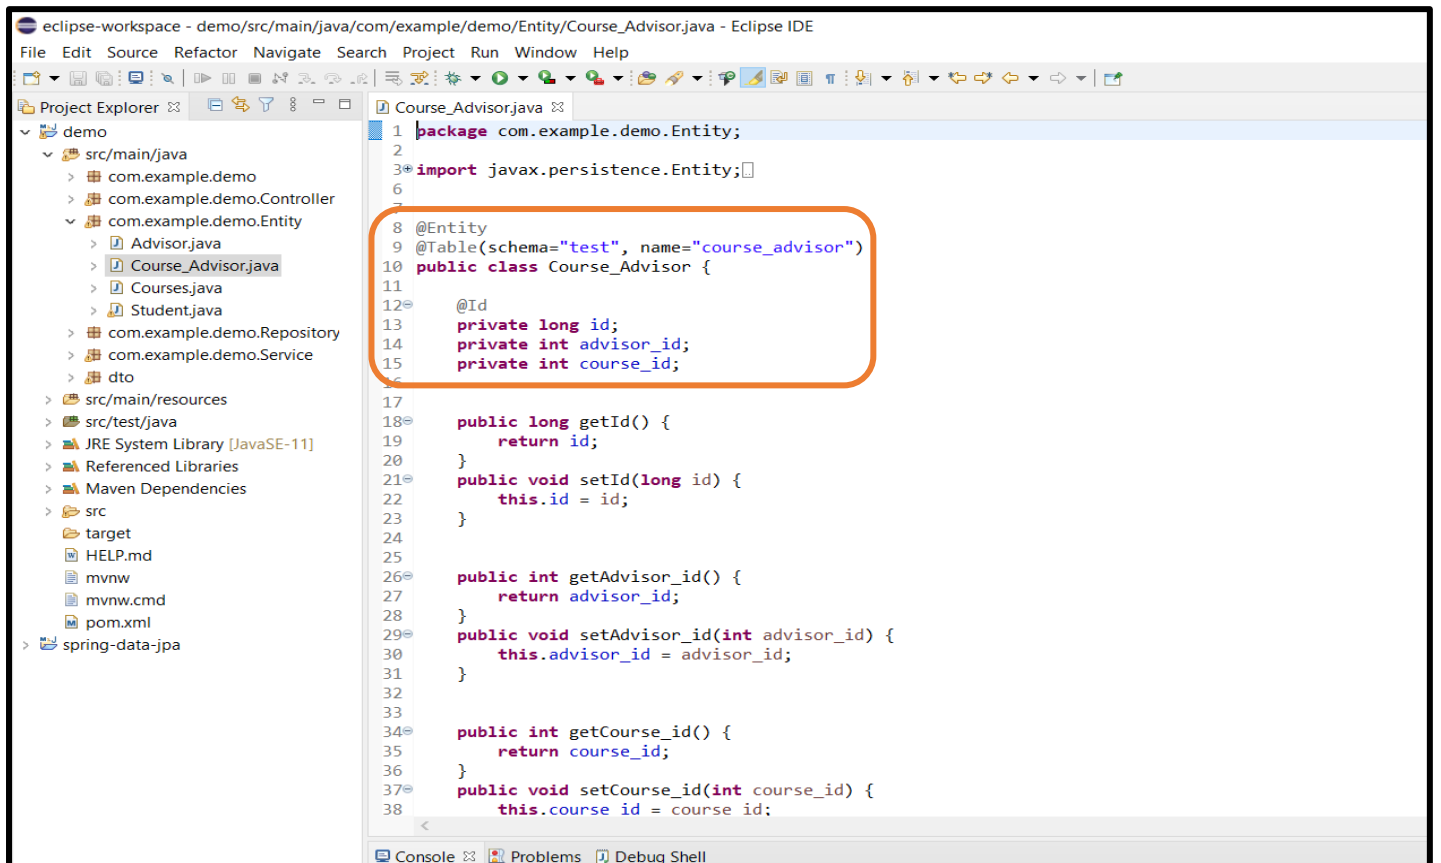 eclipse-workspace - demo/src/main/java/com/example/demo/Entity/Course_Advisor.java - Eclipse IDE
File Edit Source Refactor Navigate Search Project Run Window Help
Project Explorer
demo
src/main/java
com.example.demo
com.example.demo.Controller
com.example.demo.Entity
Advisor.java
Course_Advisor.java
Courses.java
Student.java
com.example.demo.Repository
com.example.demo.Service
dto
src/main/resources
src/test/java
JRE System Library [JavaSE-11]
Referenced Libraries
Maven Dependencies
src
target
HELP.md
mvnw
mvnw.cmd
pom.xml
spring-data-jpa
Course_Advisor.java
1 package com.example.demo.Entity;
2
3 import javax.persistence.Entity;
6
7
8 @Entity
9 @Table(schema="test", name="course_advisor")
10 public class Course_Advisor {
11
12 @Id
13 private long id;
14 private int advisor_id;
15 private int course_id;
16
17
18 public long getId() {
19 return id;
20 }
21 public void setId(long id) {
22 this.id = id;
23 }
24
25
26 public int getAdvisor_id() {
27 return advisor_id;
28 }
29 public void setAdvisor_id(int advisor_id) {
30 this.advisor_id = advisor_id;
31 }
32
33
34 public int getCourse_id() {
35 return course_id;
36 }
37 public void setCourse_id(int course_id) {
38 this.course_id = course_id;
Console Problems Debug Shell